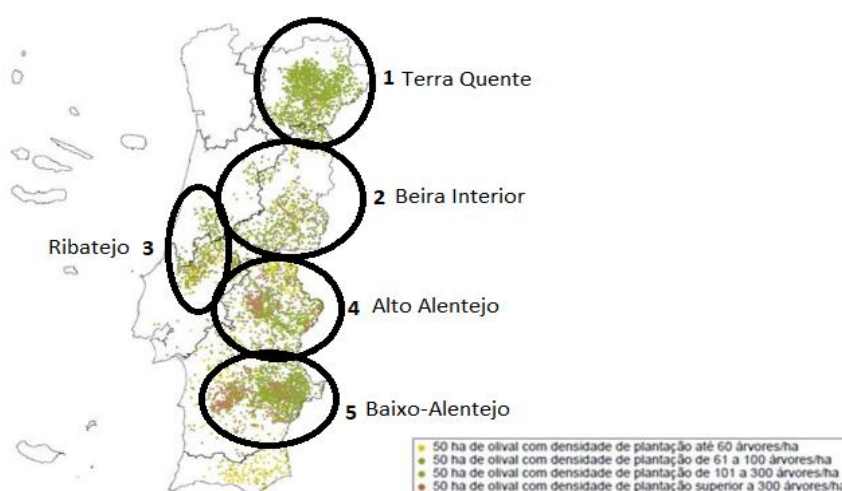 1 Terra Quente
2 Beira Interior
Ribatejo 3
4 Alto Alentejo
5 Baixo-Alentejo
50 ha de olival com densidade de plantação até 60 árvores/ha
50 ha de olival com densidade de plantação de 61 a 100 árvores/ha
50 ha de olival com densidade de plantação de 101 a 300 árvores/ha
50 ha de olival com densidade de plantação superior a 300 árvores/ha